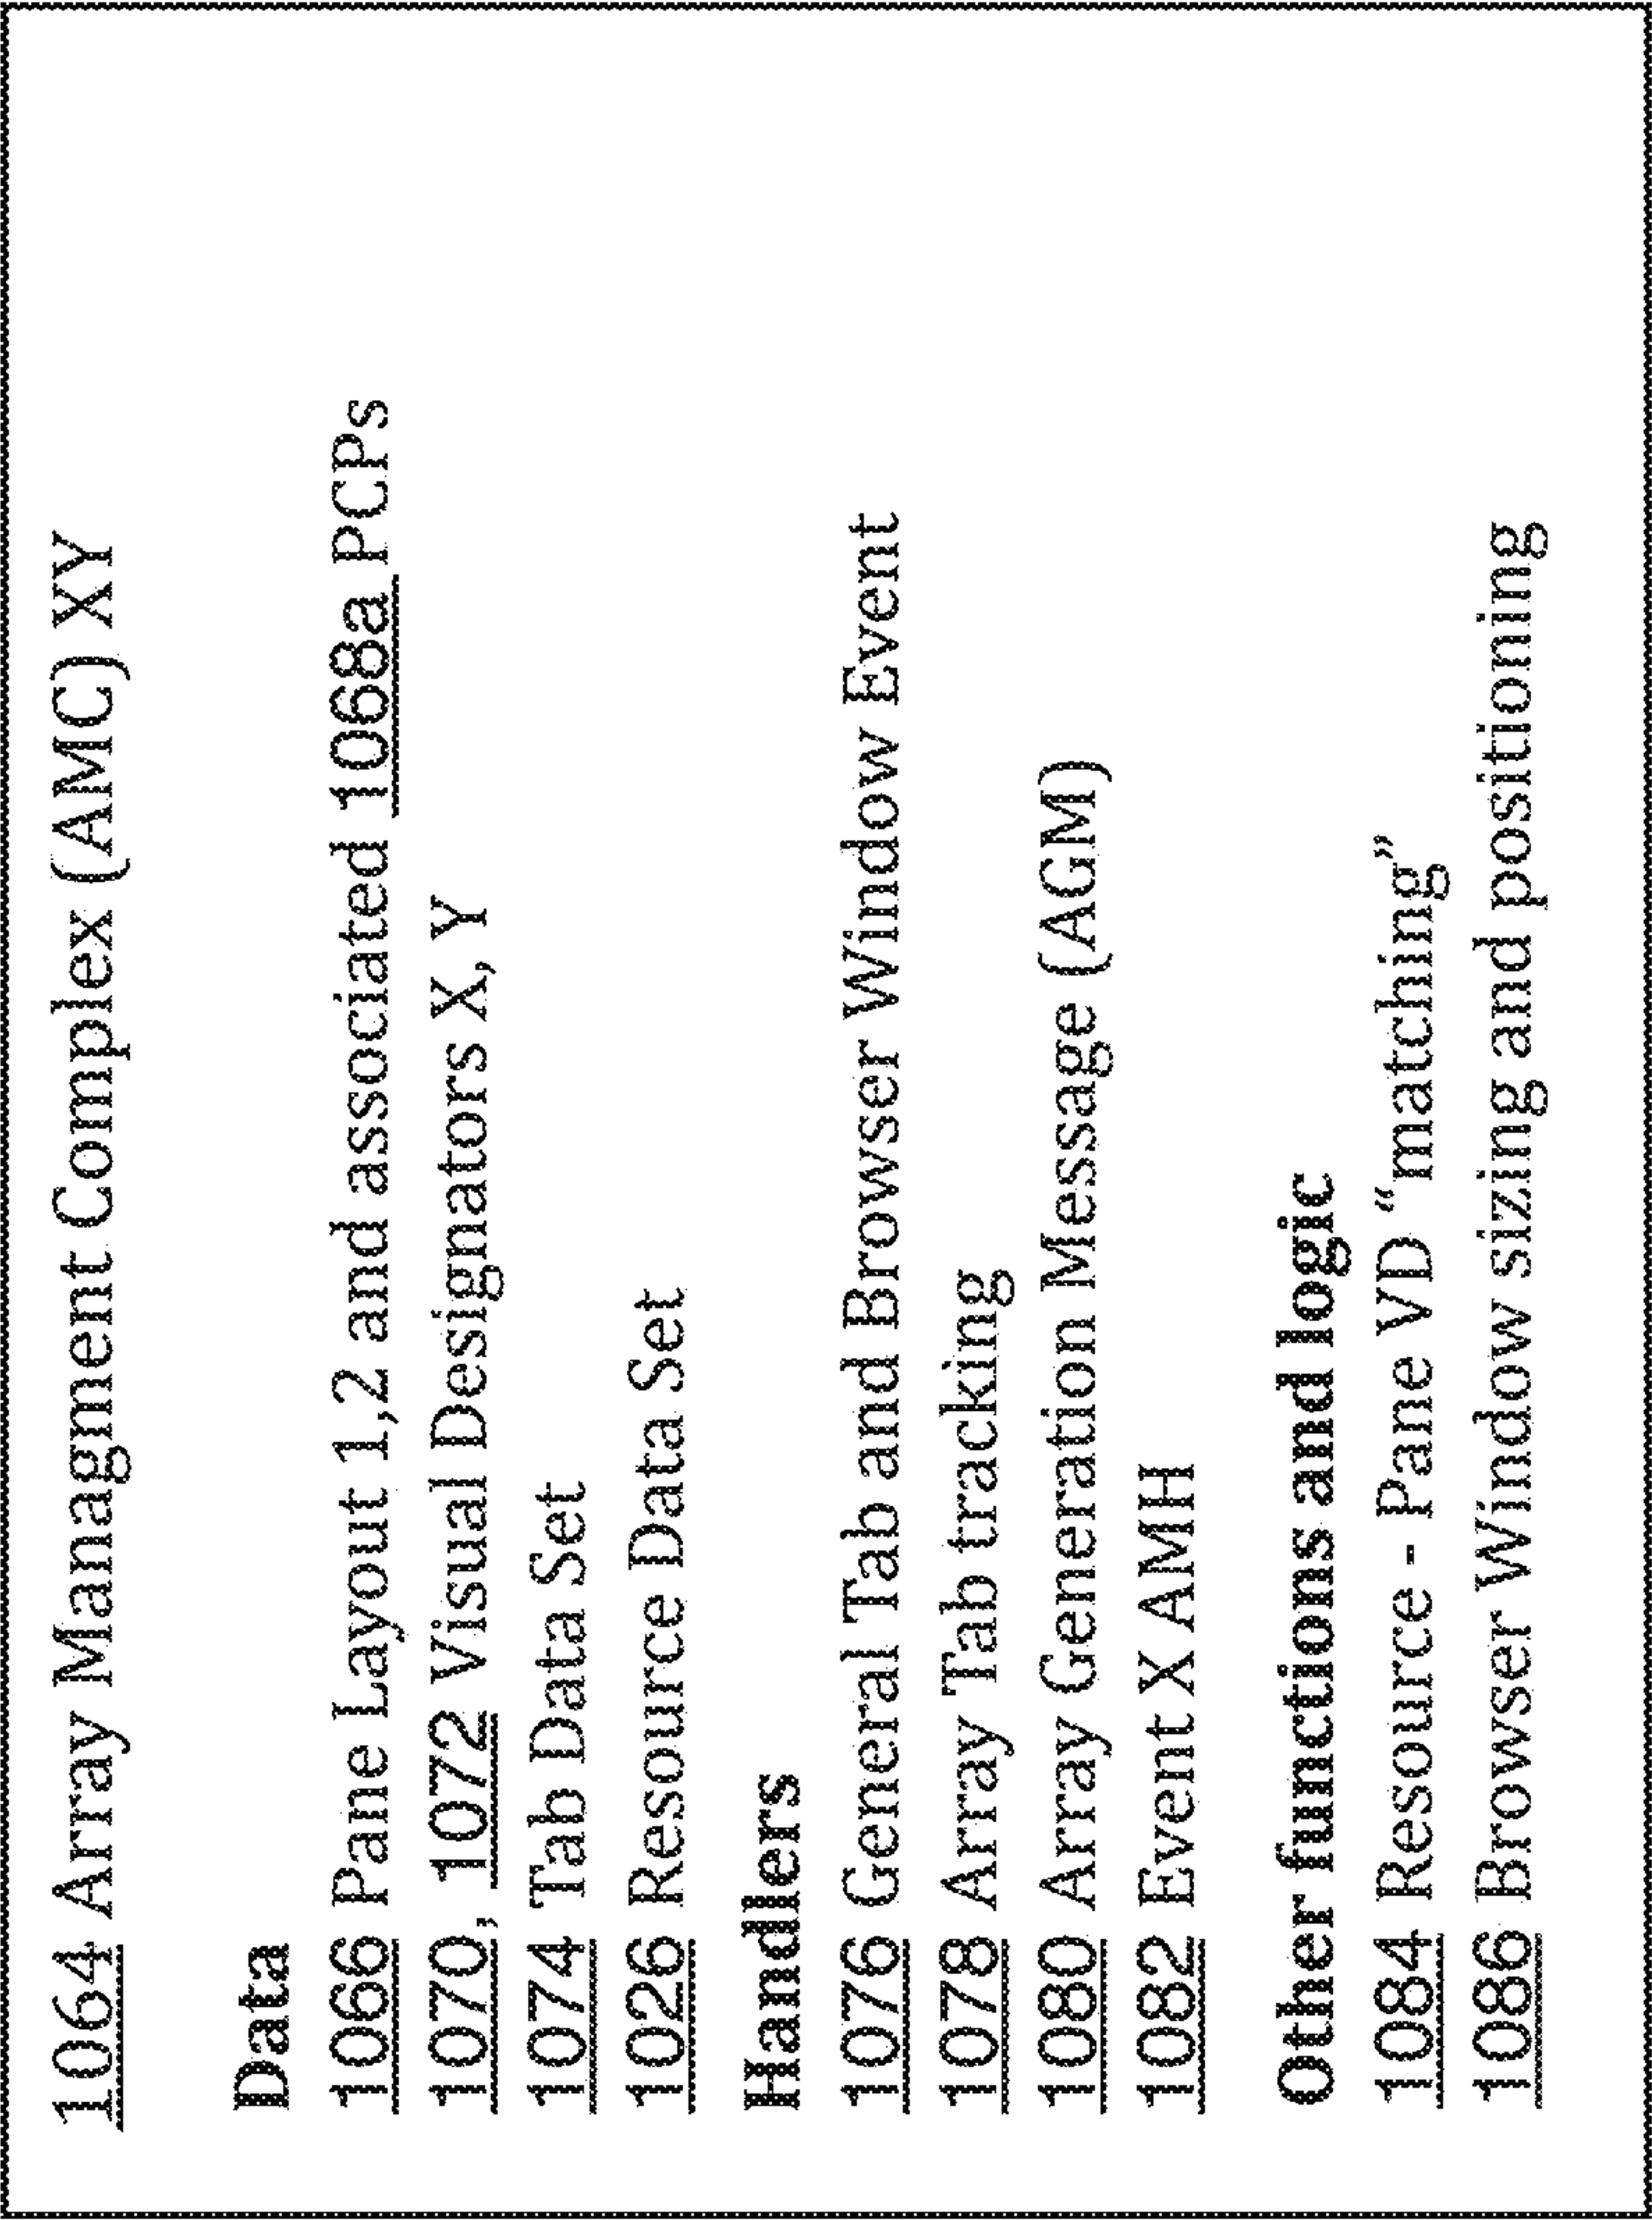 1064 Array Managment Complex (AMC) XY
Data
1066 Pane Layout 1,2 and associated 1068a PCPs
1070, 1072 Visual Designators X, Y
1074 Tab Data Set
1026 Resource Data Set
Handlers
1076 General Tab and Browser Window Event
1078 Array Tab tracking
1080 Array Generation Message (AGM)
1082 Event X AMH
Other functions and logic
1084 Resource - Pane VD “matching”
1086 Browser Window sizing and positioning